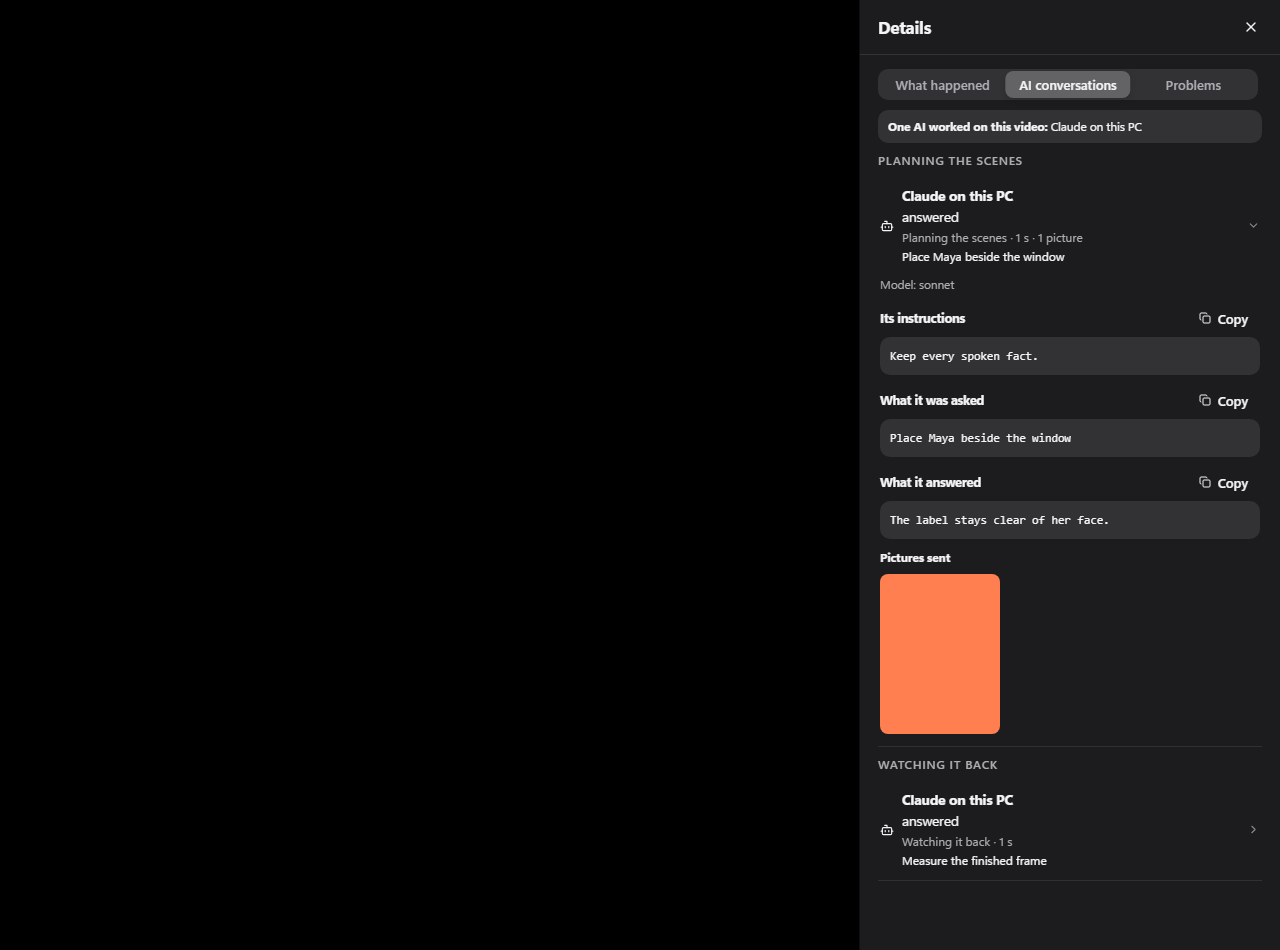 Details
What happened
AI conversations
Problems
One AI worked on this video: Claude on this PC
PLANNING THE SCENES
Claude on this PC
answered
Planning the scenes · 1 s · 1 picture
Place Maya beside the window
Model: sonnet
Its instructions
Copy
Keep every spoken fact.
What it was asked
Copy
Place Maya beside the window
What it answered
Copy
The label stays clear of her face.
Pictures sent
WATCHING IT BACK
Claude on this PC
answered
Watching it back · 1 s
Measure the finished frame